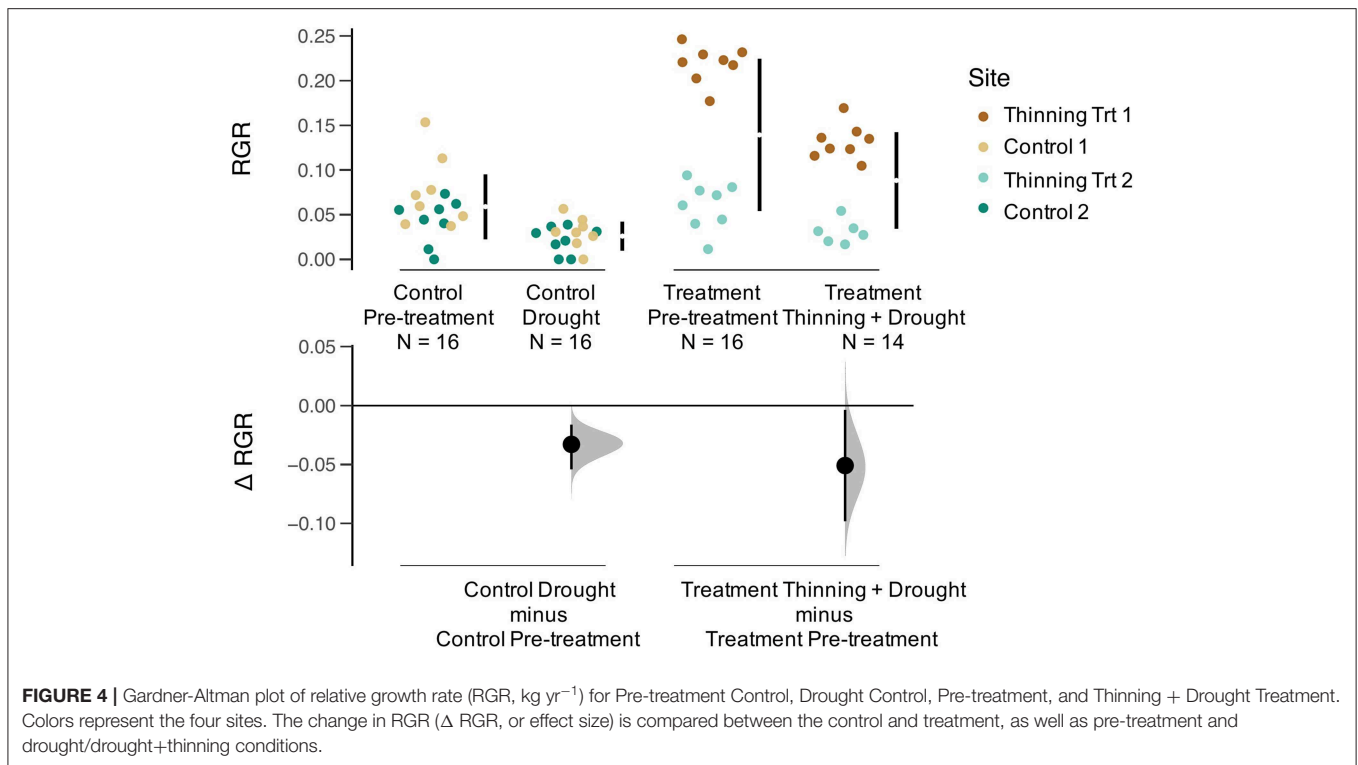 0.25
0.20
0.15
0.10
0.05
0.00
RGR
Site
Thinning Trt 1
Control 1
Thinning Trt 2
Control 2
Control
Pre-treatment
N = 16
Control
Drought
N = 16
Treatment
Pre-treatment
N = 16
Treatment
Thinning + Drought
N = 14
0.05
0.00
−0.05
−0.10
Δ RGR
Control Drought
minus
Control Pre-treatment
Treatment Thinning + Drought
minus
Treatment Pre-treatment
FIGURE 4 | Gardner-Altman plot of relative growth rate (RGR, kg yr⁻¹) for Pre-treatment Control, Drought Control, Pre-treatment, and Thinning + Drought Treatment.
Colors represent the four sites. The change in RGR (Δ RGR, or effect size) is compared between the control and treatment, as well as pre-treatment and
drought/drought+thinning conditions.